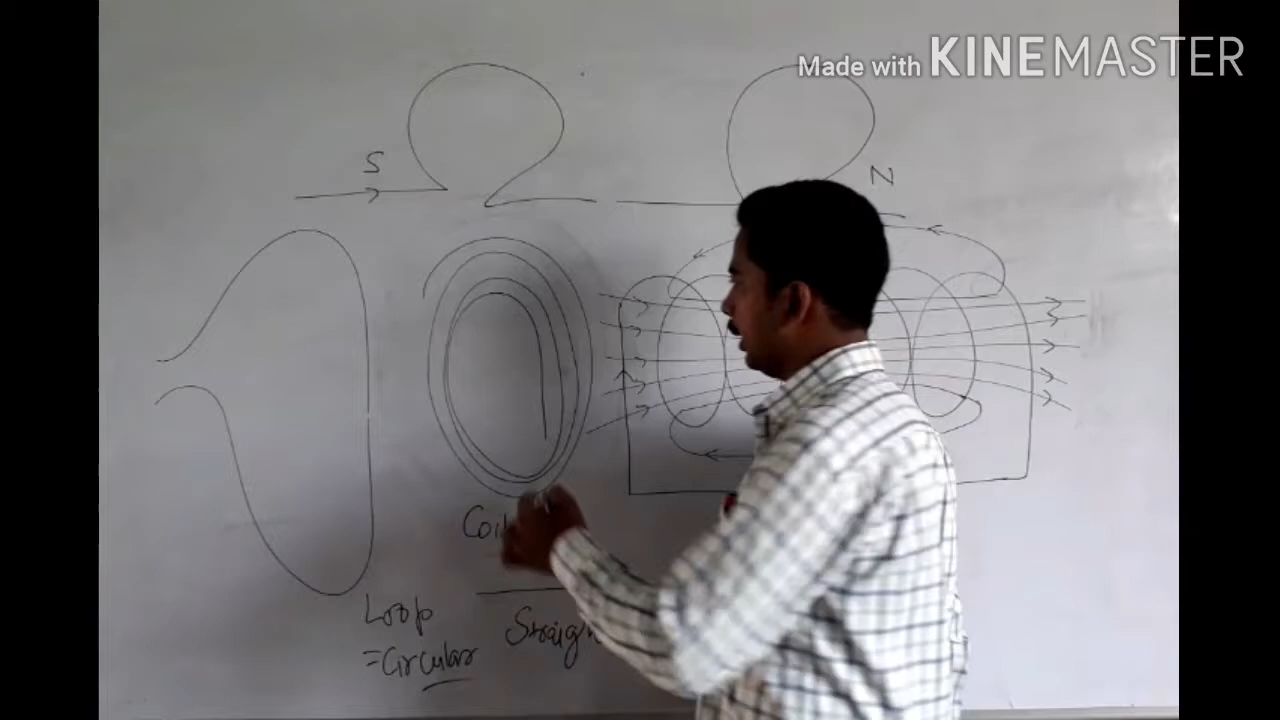 Made with KINEMASTER
S
N
Coil
Loop
=Circular
Straigh